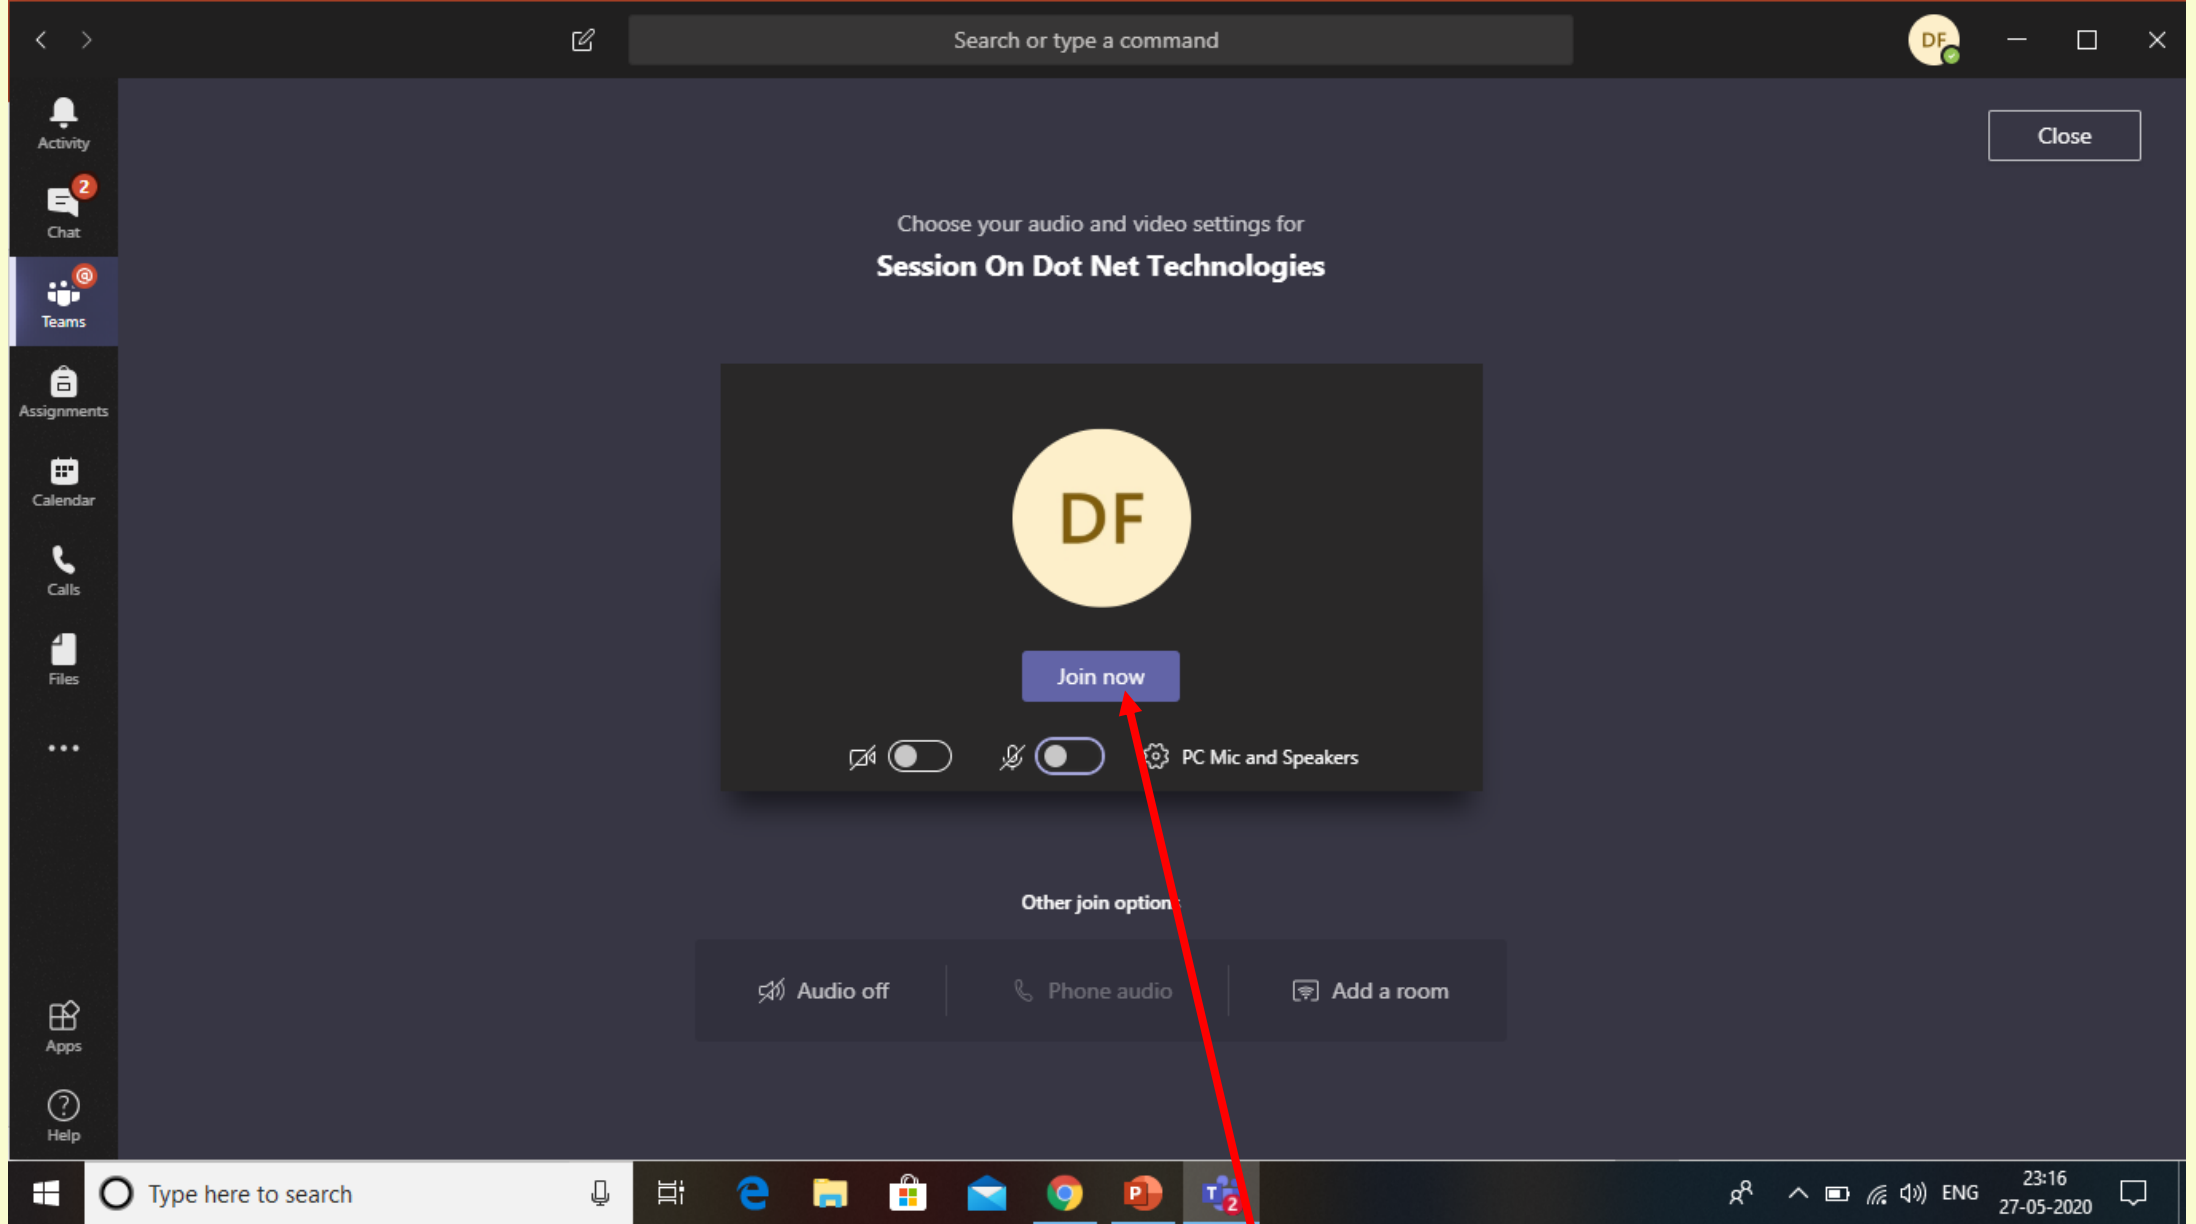 Search or type a command
DF
Activity
Close
2
Chat
Choose your audio and video settings for
Session On Dot Net Technologies
@
Teams
Assignments
DF
Calendar
Calls
Join now
Files
PC Mic and Speakers
Other join options
Audio off
Phone audio
Add a room
Apps
?
Help
Type here to search
e
P
T
2
ENG
23:16
27-05-2020